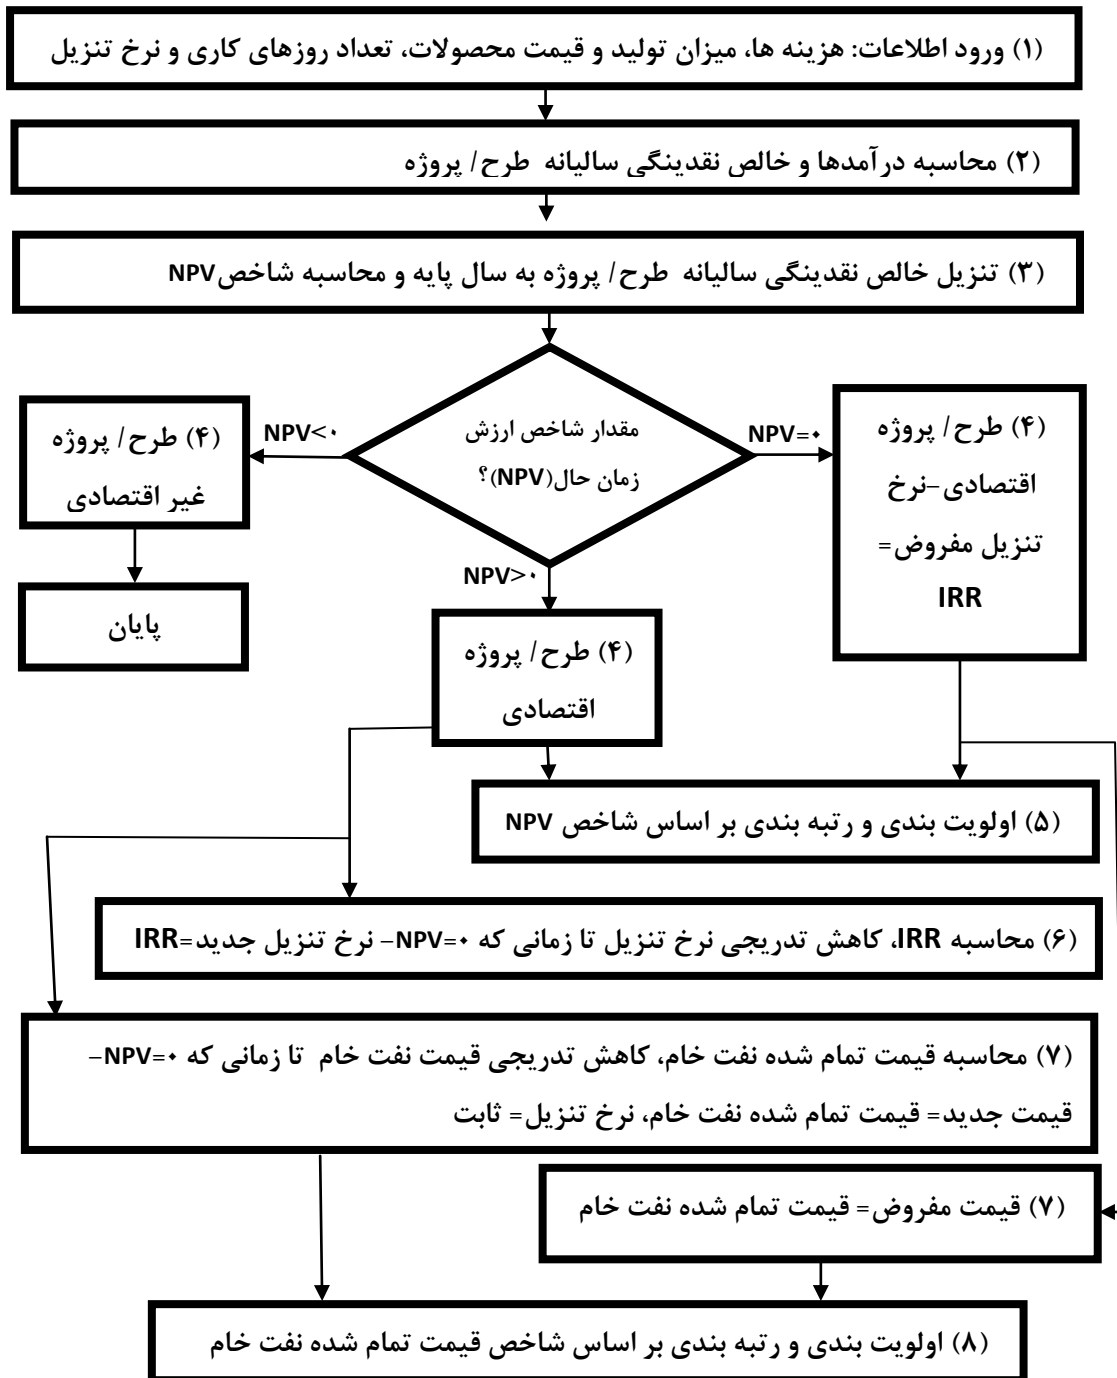 (۱) ورود اطلاعات: هزینه ها، میزان تولید و قیمت محصولات، تعداد روزهای کاری و نرخ تنزیل
(۲) محاسبه درآمدها و خالص نقدینگی سالیانه طرح/ پروژه
(۳) تنزیل خالص نقدینگی سالیانه طرح/ پروژه به سال پایه و محاسبه شاخصNPV
مقدار شاخص ارزش
زمان حال(NPV)؟
NPV=۰
(۴) طرح/ پروژه
اقتصادی-نرخ
تنزیل مفروض=
IRR
NPV<۰
(۴) طرح/ پروژه
غیر اقتصادی
پایان
NPV>۰
(۴) طرح/ پروژه
اقتصادی
(۵) اولویت بندی و رتبه بندی بر اساس شاخص NPV
(۶) محاسبه IRR، کاهش تدریجی نرخ تنزیل تا زمانی که NPV=۰- نرخ تنزیل جدید=IRR
(۷) محاسبه قیمت تمام شده نفت خام، کاهش تدریجی قیمت نفت خام تا زمانی که NPV=۰-
قیمت جدید= قیمت تمام شده نفت خام، نرخ تنزیل= ثابت
(۷) قیمت مفروض= قیمت تمام شده نفت خام
(۸) اولویت بندی و رتبه بندی بر اساس شاخص قیمت تمام شده نفت خام